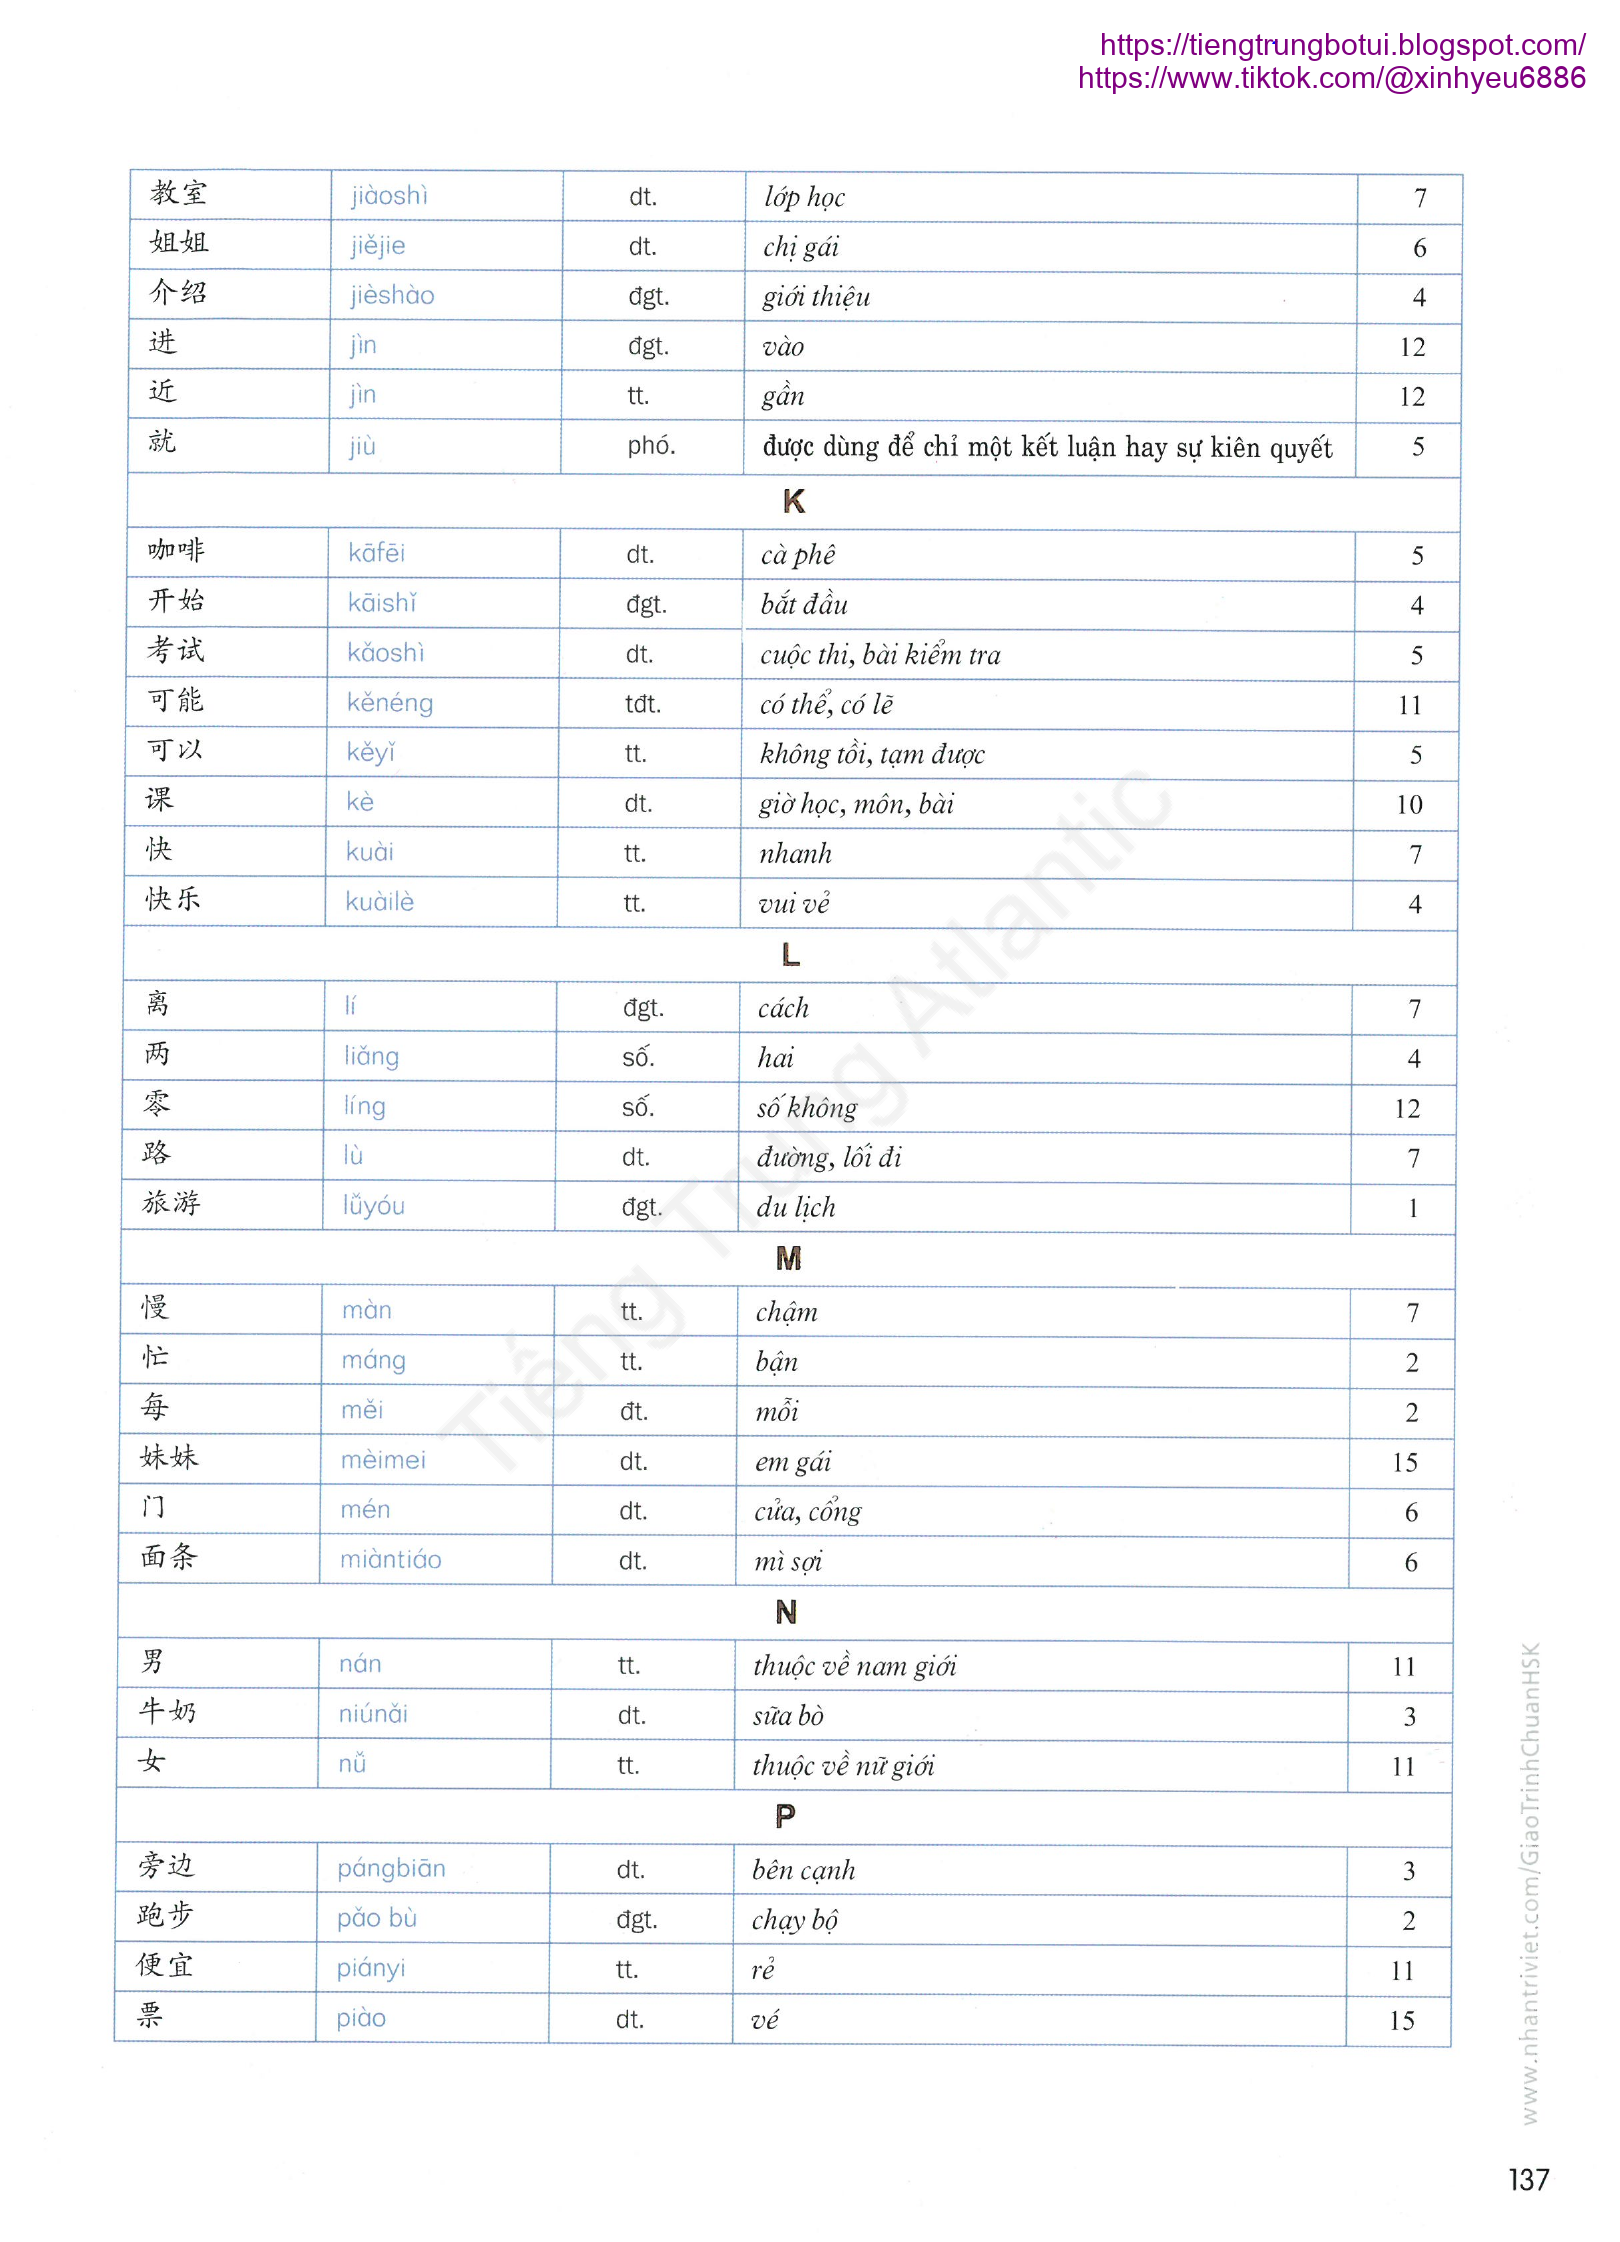 https://tiengtrungbotui.blogspot.com/
https://www.tiktok.com/@xinhyeu6886
教室 jiàoshì dt. lớp học 7
姐姐 jiějie dt. chị gái 6
介绍 jièshào đgt. giới thiệu 4
进 jìn đgt. vào 12
近 jìn tt. gần 12
就 jiù phó. được dùng để chỉ một kết luận hay sự kiên quyết 5
K
咖啡 kāfēi dt. cà phê 5
开始 kāishǐ đgt. bắt đầu 4
考试 kǎoshì dt. cuộc thi, bài kiểm tra 5
可能 kěnéng tđt. có thể, có lẽ 11
可以 kěyǐ tt. không tồi, tạm được 5
课 kè dt. giờ học, môn, bài 10
快 kuài tt. nhanh 7
快乐 kuàilè tt. vui vẻ 4
L
离 lí đgt. cách 7
两 liǎng số. hai 4
零 líng số. số không 12
路 lù dt. đường, lối đi 7
旅游 lǚyóu đgt. du lịch 1
M
慢 màn tt. chậm 7
忙 máng tt. bận 2
每 měi đt. mỗi 2
妹妹 mèimei dt. em gái 15
门 mén dt. cửa, cổng 6
面条 miàntiáo dt. mì sợi 6
N
男 nán tt. thuộc về nam giới 11
牛奶 niúnǎi dt. sữa bò 3
女 nǚ tt. thuộc về nữ giới 11
P
旁边 pángbiān dt. bên cạnh 3
跑步 pǎo bù đgt. chạy bộ 2
便宜 piányi tt. rẻ 11
票 piào dt. vé 15
Tiếng Trung Atlantic
www.nhantriviet.com/GiaoTrinhChuanHSK
137